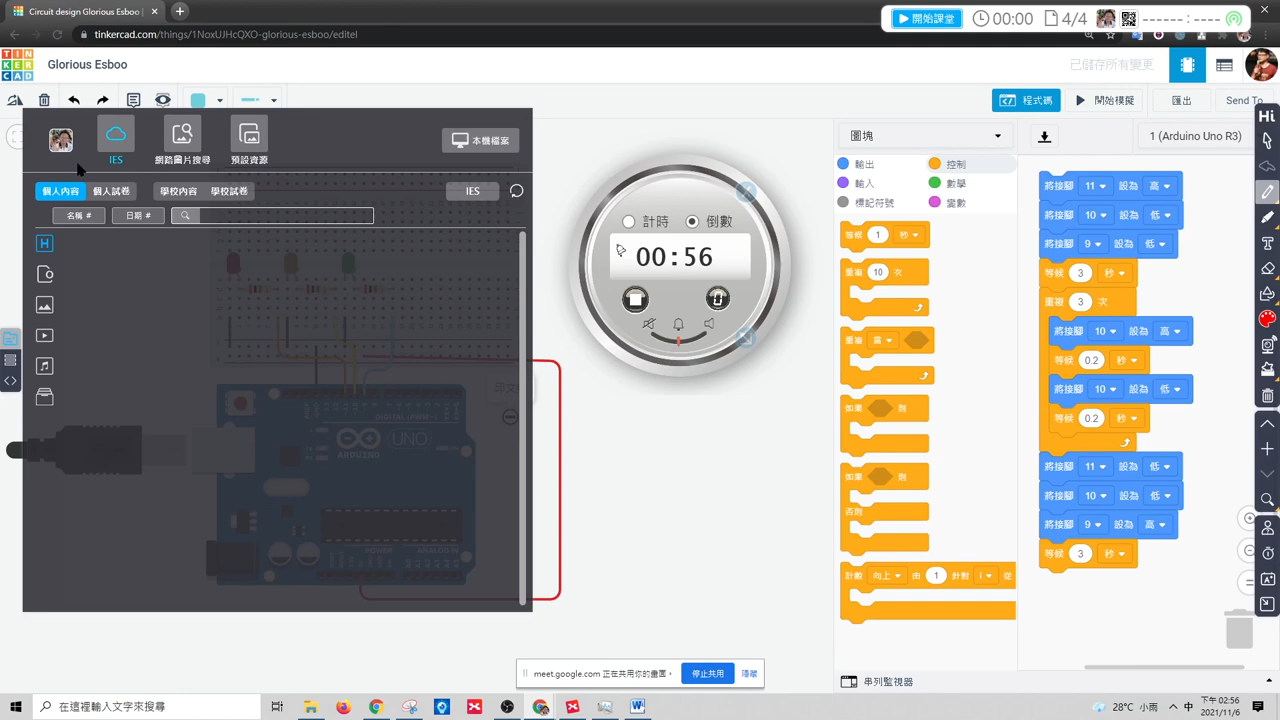 Circuit design Glorious Esboo
開始課堂
00:00
4/4
------ : ----
TIN
KER
CAD
Glorious Esboo
已儲存所有變更
程式碼
開始模擬
匯出
Send To
IES
網路圖片搜尋
預設資源
本機檔案
個人內容
個人試卷
學校內容
學校試卷
IES
名稱 #
日期 #
計時
倒數
00:56
ARDUINO
UNO
POWER
ANALOG IN
圖塊
1 (Arduino Uno R3)
輸出
控制
輸入
數學
標記符號
變數
等候 1 秒
重複 10 次
重複 當
如果 則
如果 則
否則
計數 向上 由 1 針對 i 從
將接腳 11 設為 高
將接腳 10 設為 低
將接腳 9 設為 低
等候 3 秒
重複 3 次
將接腳 10 設為 高
等候 0.2 秒
將接腳 10 設為 低
等候 0.2 秒
將接腳 11 設為 低
將接腳 10 設為 低
將接腳 9 設為 高
等候 3 秒
Hi
串列監視器
meet.google.com 正在共用你的畫面。
停止共用
隱藏
在這裡輸入文字來搜尋
28°C 小雨
中
下午 02:56
2021/11/6